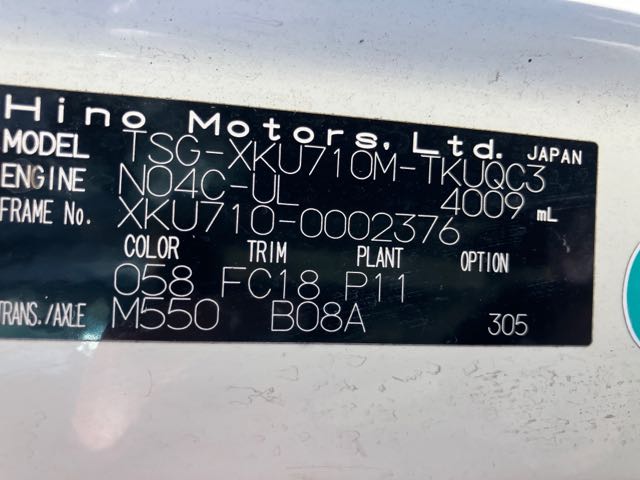 Hino Motors, Ltd. JAPAN
MODEL TSG-XKU710M-TKUQC3
ENGINE N04C-UL 4009 mL
FRAME No. XKU710-0002376
COLOR TRIM PLANT OPTION
058 FC18 P11
TRANS./AXLE M550 B08A 305